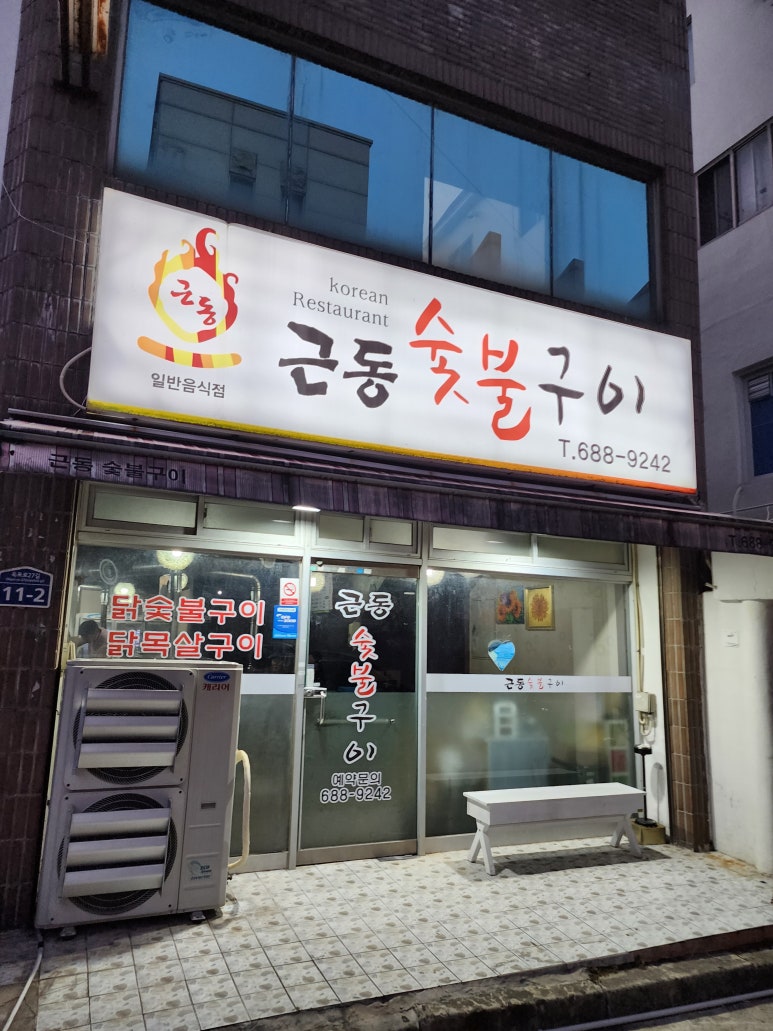 근동
일반음식점
korean
Restaurant
근동 숯불구이
T.688-9242
근동 숯불구이
T.688-
11-2
닭숯불구이
닭목살구이
근동
숯불구이
예약문의
688-9242
근동숯불구이
Carrier
캐리어